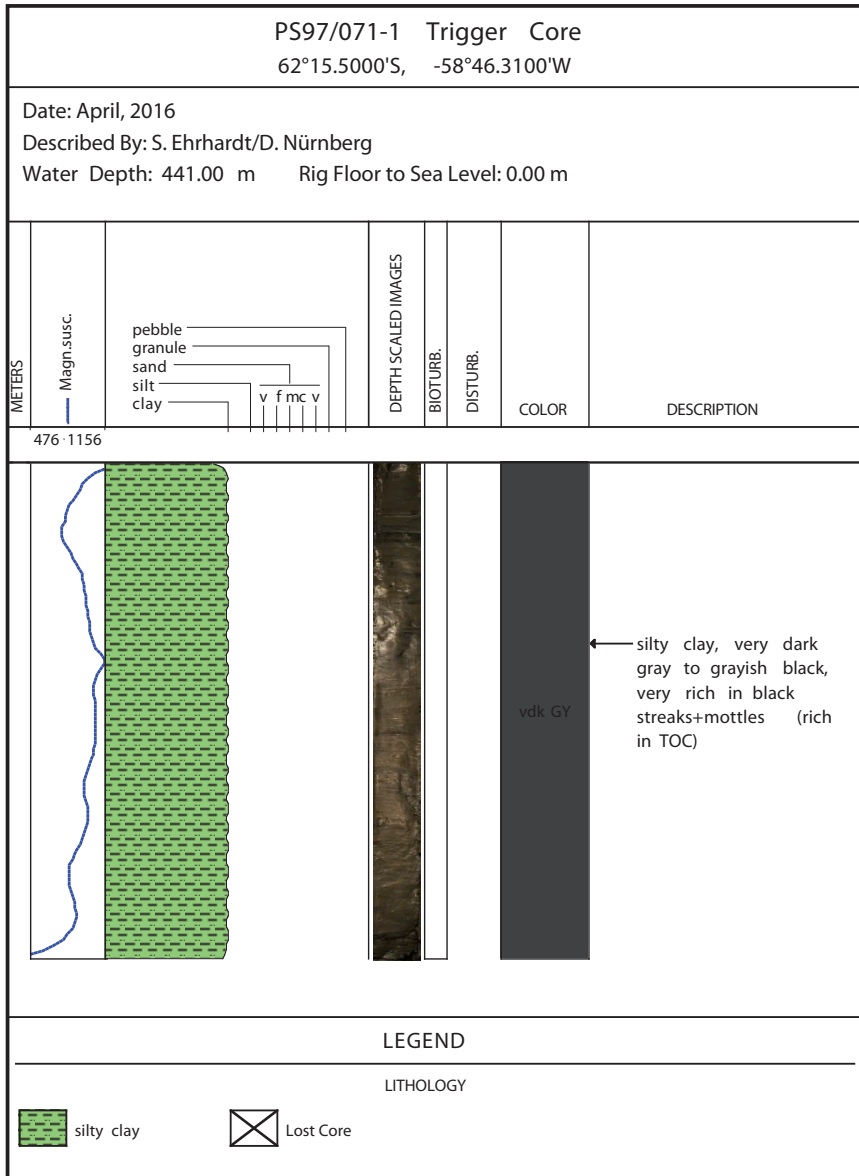 PS97/071-1 Trigger Core
62°15.5000'S, -58°46.3100'W
Date: April, 2016
Described By: S. Ehrhardt/D. Nürnberg
Water Depth: 441.00 m Rig Floor to Sea Level: 0.00 m
METERS
Magn.susc.
pebble
granule
sand
silt
clay
v f m c v
DEPTH SCALED IMAGES
BIOTURB.
DISTURB.
COLOR
DESCRIPTION
476 1156
vdk GY
silty clay, very dark
gray to grayish black,
very rich in black
streaks+mottles (rich
in TOC)
LEGEND
LITHOLOGY
silty clay
Lost Core